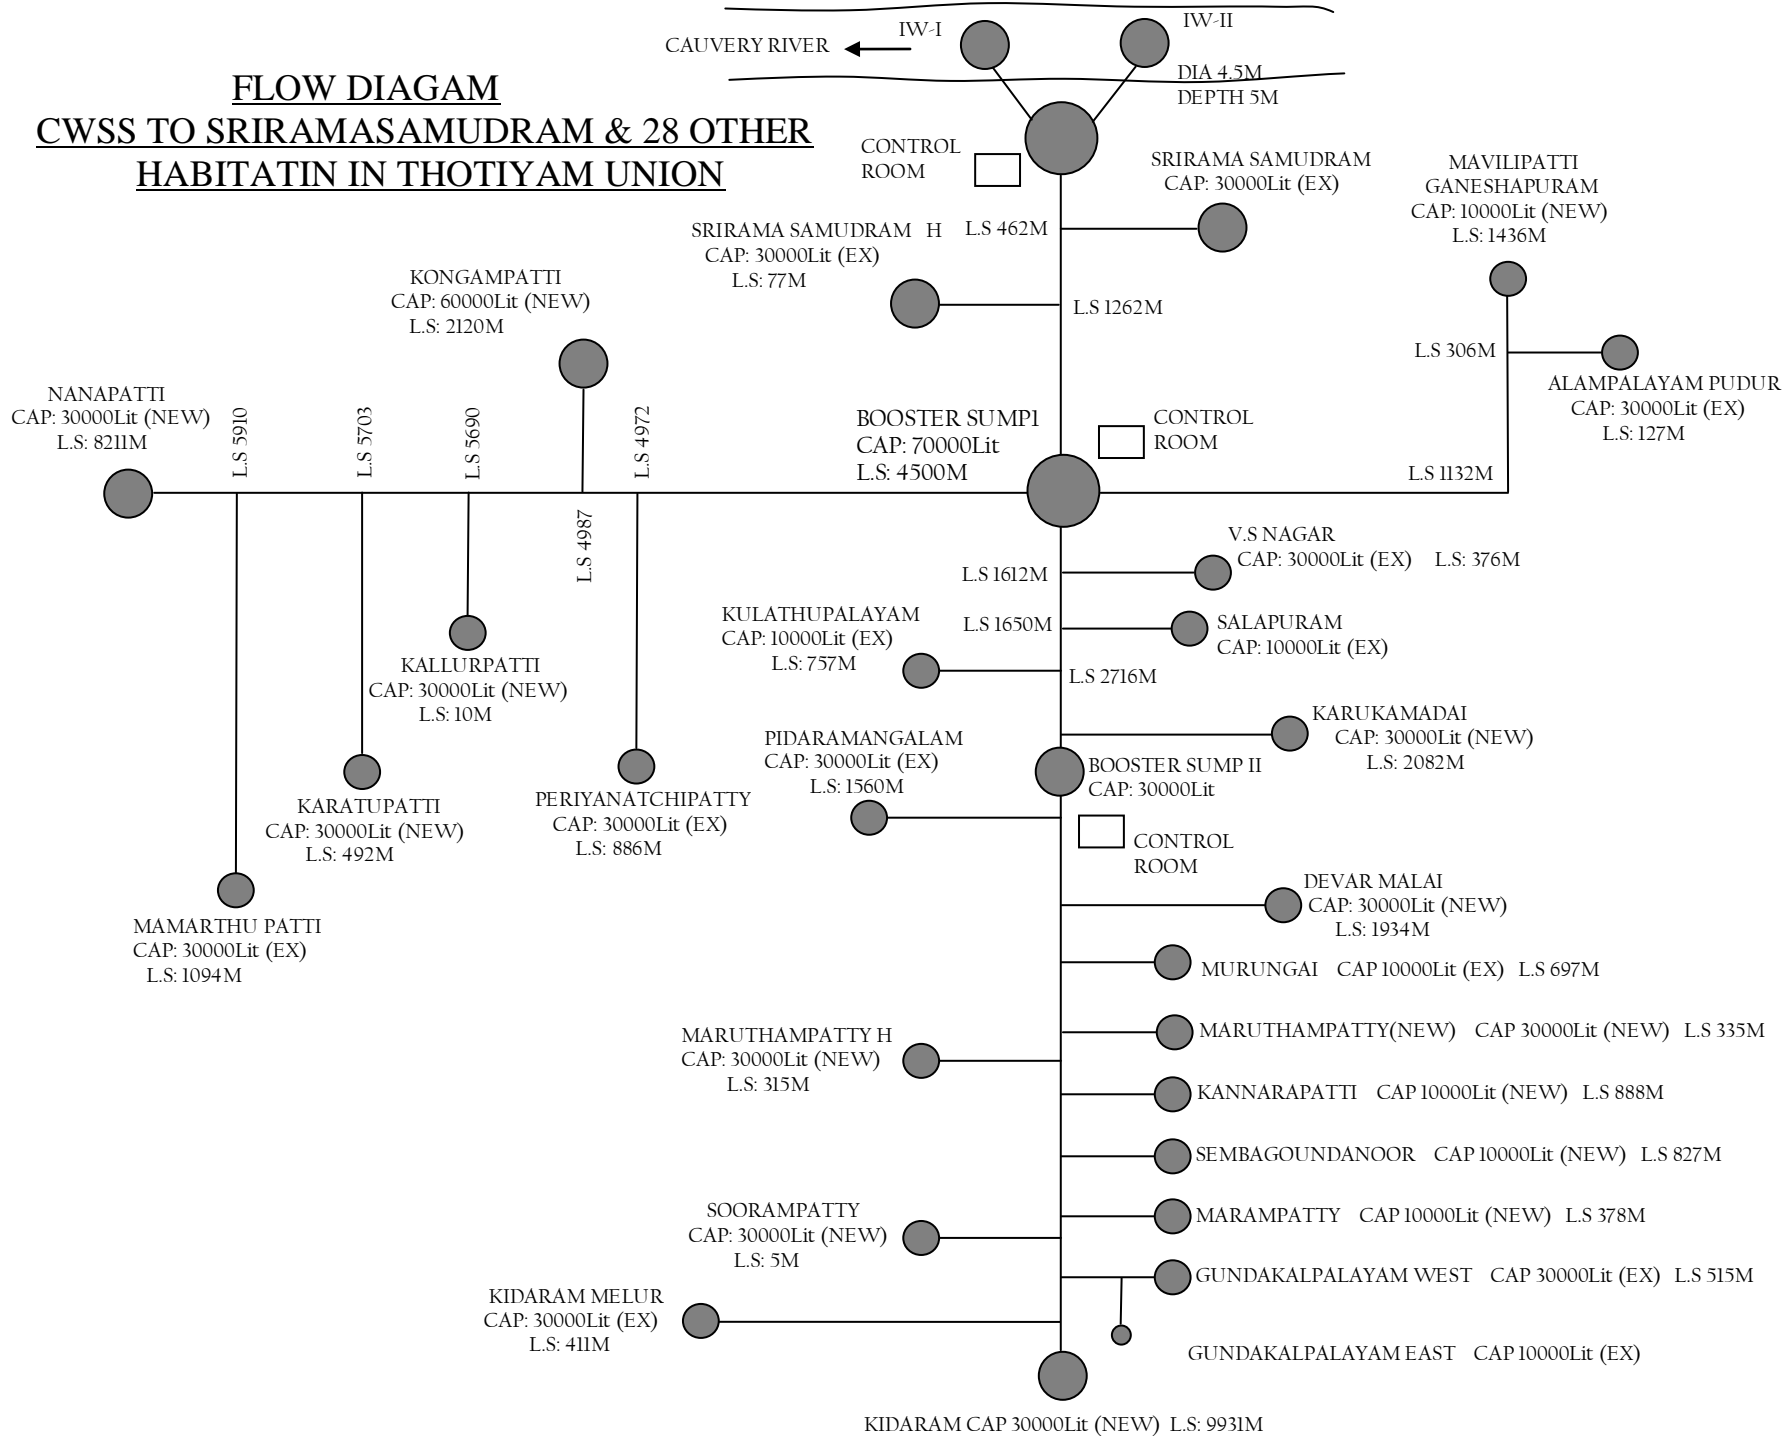 IW-I
IW-II
CAUVERY RIVER
DIA 4.5M
DEPTH 5M
FLOW DIAGAM
CWSS TO SRIRAMASAMUDRAM & 28 OTHER
HABITATIN IN THOTIYAM UNION
CONTROL
ROOM
SRIRAMA SAMUDRAM
CAP: 30000Lit (EX)
MAVILIPATTI
GANESHAPURAM
CAP: 10000Lit (NEW)
L.S: 1436M
SRIRAMA SAMUDRAM H
CAP: 30000Lit (EX)
L.S: 77M
L.S 462M
L.S 1262M
KONGAMPATTI
CAP: 60000Lit (NEW)
L.S: 2120M
L.S 306M
ALAMPALAYAM PUDUR
CAP: 30000Lit (EX)
L.S: 127M
NANAPATTI
CAP: 30000Lit (NEW)
L.S: 8211M
L.S 5910
L.S 5703
L.S 5690
L.S 4987
L.S 4972
BOOSTER SUMP1
CAP: 70000Lit
L.S: 4500M
CONTROL
ROOM
L.S 1132M
V.S NAGAR
CAP: 30000Lit (EX) L.S: 376M
L.S 1612M
KULATHUPALAYAM
CAP: 10000Lit (EX)
L.S: 757M
L.S 1650M
SALAPURAM
CAP: 10000Lit (EX)
L.S 2716M
KALLURPATTI
CAP: 30000Lit (NEW)
L.S: 10M
KARUKAMADAI
CAP: 30000Lit (NEW)
L.S: 2082M
PIDARAMANGALAM
CAP: 30000Lit (EX)
L.S: 1560M
BOOSTER SUMP II
CAP: 30000Lit
KARATUPATTI
CAP: 30000Lit (NEW)
L.S: 492M
PERIYANATCHIPATTY
CAP: 30000Lit (EX)
L.S: 886M
CONTROL
ROOM
MAMARTHU PATTI
CAP: 30000Lit (EX)
L.S: 1094M
DEVAR MALAI
CAP: 30000Lit (NEW)
L.S: 1934M
MURUNGAI CAP 10000Lit (EX) L.S 697M
MARUTHAMPATTY H
CAP: 30000Lit (NEW)
L.S: 315M
MARUTHAMPATTY(NEW) CAP 30000Lit (NEW) L.S 335M
KANNARAPATTI CAP 10000Lit (NEW) L.S 888M
SEMBAGOUNDANOOR CAP 10000Lit (NEW) L.S 827M
SOORAMPATTY
CAP: 30000Lit (NEW)
L.S: 5M
MARAMPATTY CAP 10000Lit (NEW) L.S 378M
GUNDAKALPALAYAM WEST CAP 30000Lit (EX) L.S 515M
KIDARAM MELUR
CAP: 30000Lit (EX)
L.S: 411M
GUNDAKALPALAYAM EAST CAP 10000Lit (EX)
KIDARAM CAP 30000Lit (NEW) L.S: 9931M